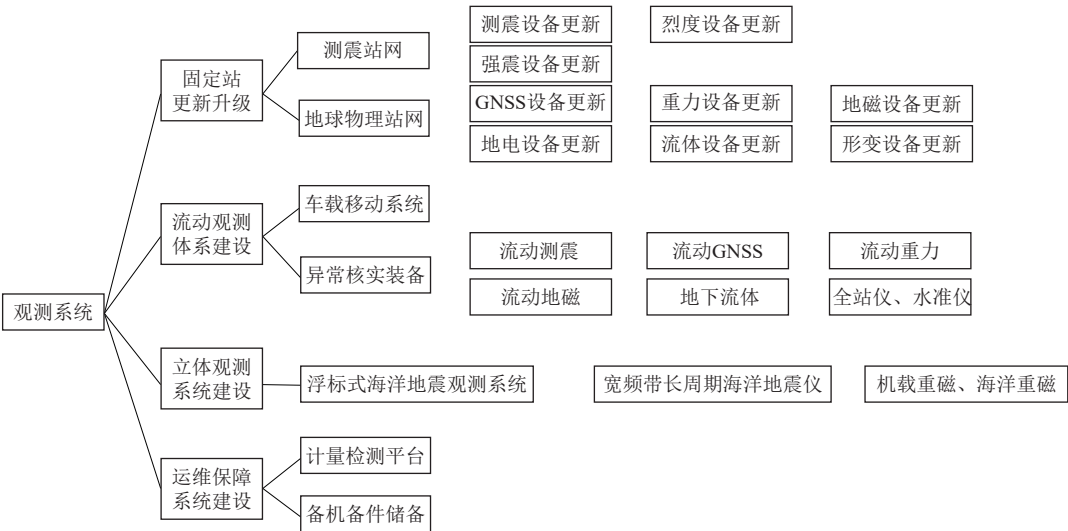 观测系统
固定站
更新升级
测震站网
测震设备更新
烈度设备更新
强震设备更新
地球物理站网
GNSS设备更新
重力设备更新
地磁设备更新
地电设备更新
流体设备更新
形变设备更新
流动观测
体系建设
车载移动系统
异常核实装备
流动测震
流动GNSS
流动重力
流动地磁
地下流体
全站仪、水准仪
立体观测
系统建设
浮标式海洋地震观测系统
宽频带长周期海洋地震仪
机载重磁、海洋重磁
运维保障
系统建设
计量检测平台
备机备件储备